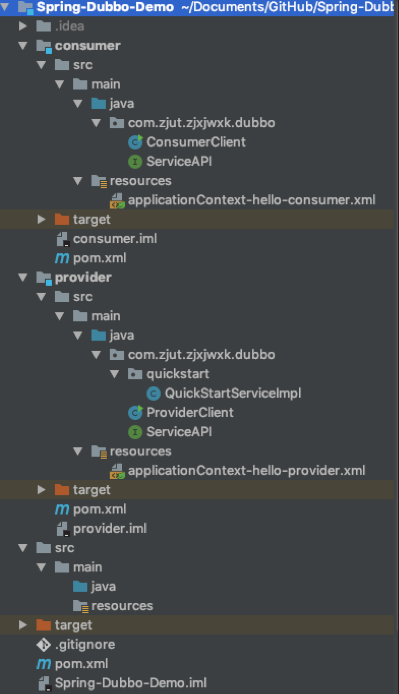 Spring-Dubbo-Demo ~/Documents/GitHub/Spring-Dubb
.idea
consumer
src
main
java
com.zjut.zjxjwxk.dubbo
ConsumerClient
ServiceAPI
resources
applicationContext-hello-consumer.xml
target
consumer.iml
pom.xml
provider
src
main
java
com.zjut.zjxjwxk.dubbo
quickstart
QuickStartServiceImpl
ProviderClient
ServiceAPI
resources
applicationContext-hello-provider.xml
target
pom.xml
provider.iml
src
main
java
resources
target
.gitignore
pom.xml
Spring-Dubbo-Demo.iml